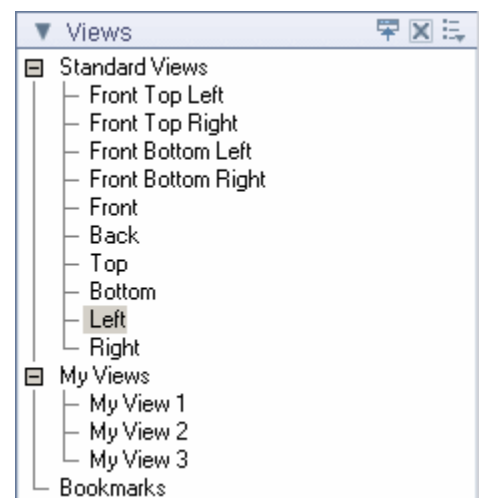 Views
Standard Views
Front Top Left
Front Top Right
Front Bottom Left
Front Bottom Right
Front
Back
Top
Bottom
Left
Right
My Views
My View 1
My View 2
My View 3
Bookmarks